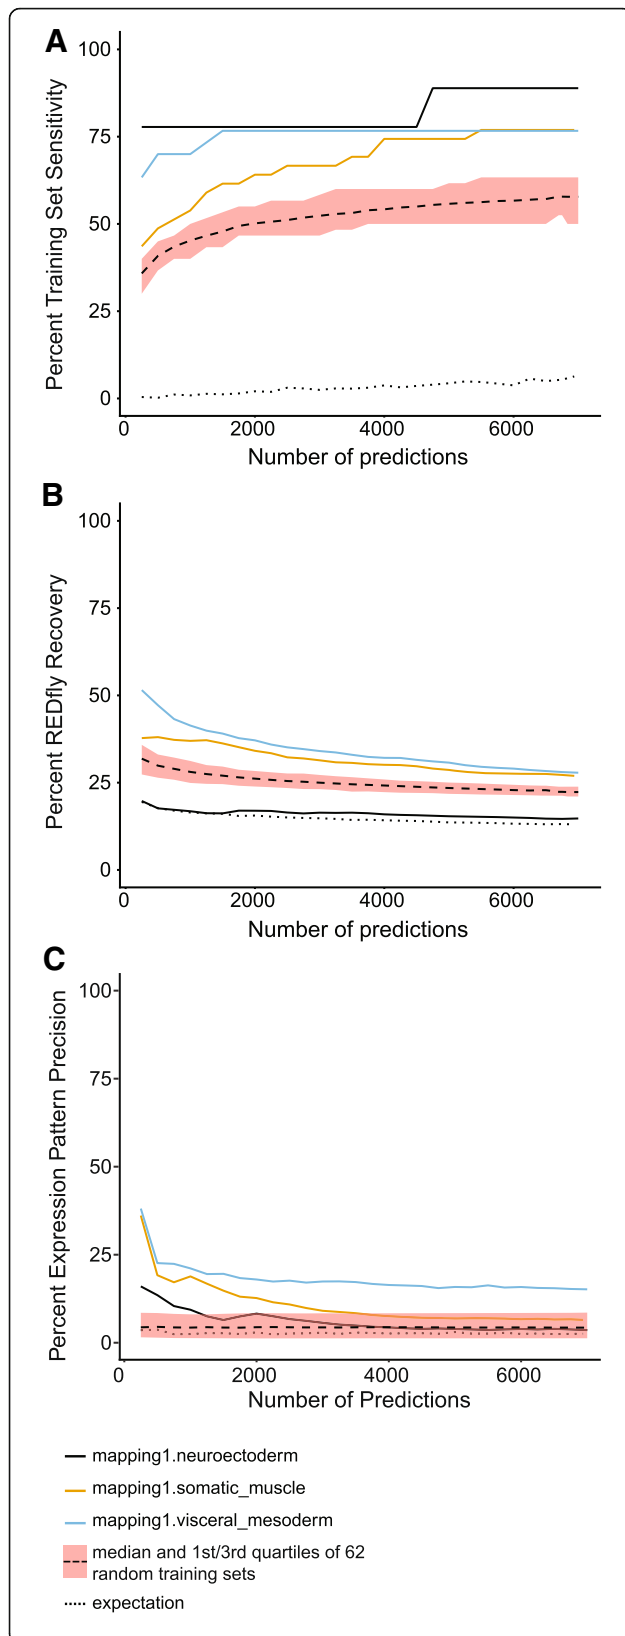 A
Percent Training Set Sensitivity
100
75
50
25
0
0 2000 4000 6000
Number of predictions
B
Percent REDfly Recovery
100
75
50
25
0
0 2000 4000 6000
Number of predictions
C
Percent Expression Pattern Precision
100
75
50
25
0
0 2000 4000 6000
Number of Predictions
mapping1.neuroectoderm
mapping1.somatic_muscle
mapping1.visceral_mesoderm
median and 1st/3rd quartiles of 62
random training sets
expectation